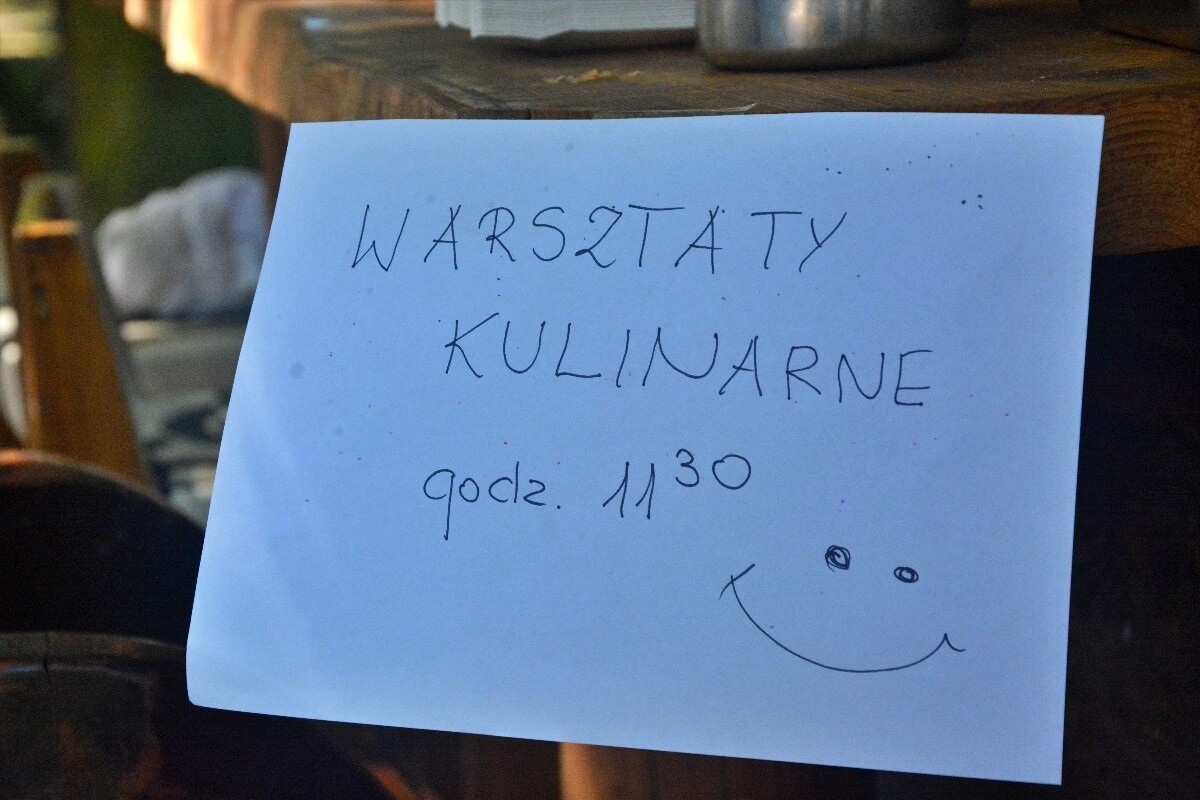 WARSZTATY
KULINARNE
godz. 11³⁰